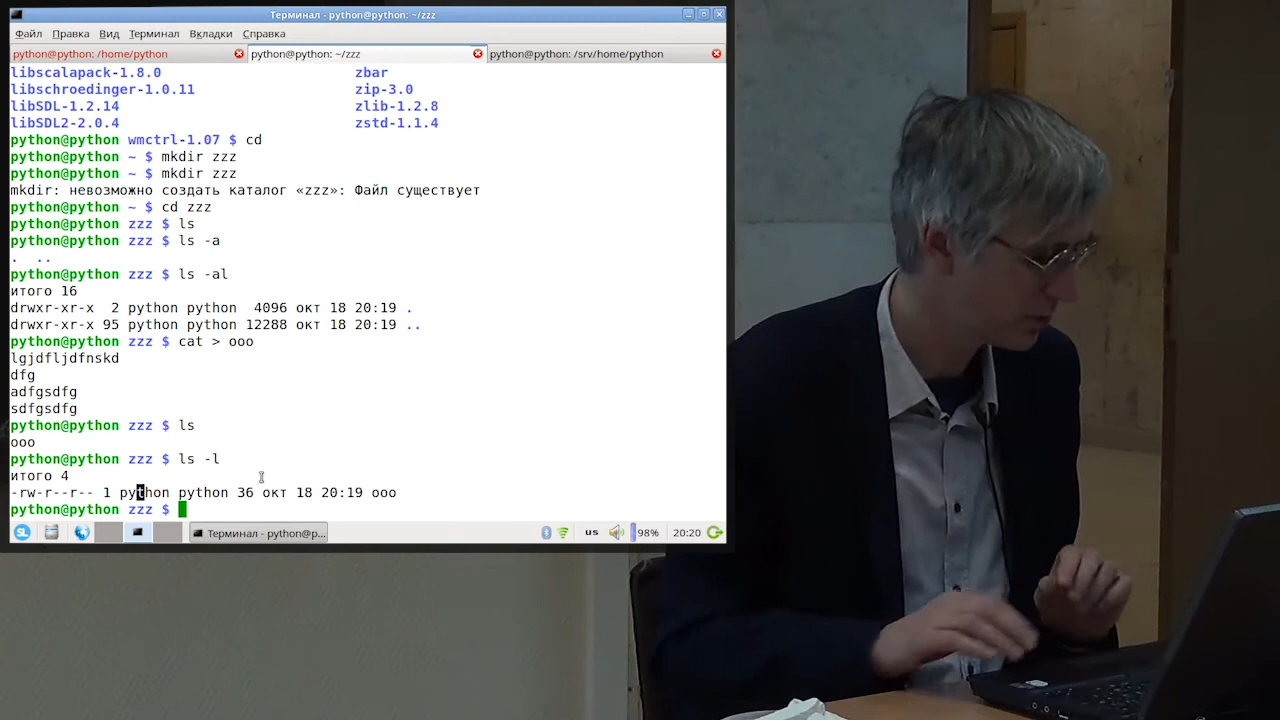 Терминал - python@python: ~/zzz
Файл Правка Вид Терминал Вкладки Справка
python@python: /home/python python@python: ~/zzz python@python: /srv/home/python
libscalapack-1.8.0 zbar
libschroedinger-1.0.11 zip-3.0
libSDL-1.2.14 zlib-1.2.8
libSDL2-2.0.4 zstd-1.1.4
python@python wmctrl-1.07 $ cd
python@python ~ $ mkdir zzz
python@python ~ $ mkdir zzz
mkdir: невозможно создать каталог «zzz»: Файл существует
python@python ~ $ cd zzz
python@python zzz $ ls
python@python zzz $ ls -a
. ..
python@python zzz $ ls -al
итого 16
drwxr-xr-x 2 python python 4096 окт 18 20:19 .
drwxr-xr-x 95 python python 12288 окт 18 20:19 ..
python@python zzz $ cat > ooo
lgjdfljdfnskd
dfg
adfgsdfg
sdfgsdfg
python@python zzz $ ls
ooo
python@python zzz $ ls -l
итого 4
-rw-r--r-- 1 python python 36 окт 18 20:19 ooo
python@python zzz $
Терминал - python@p... us 98% 20:20